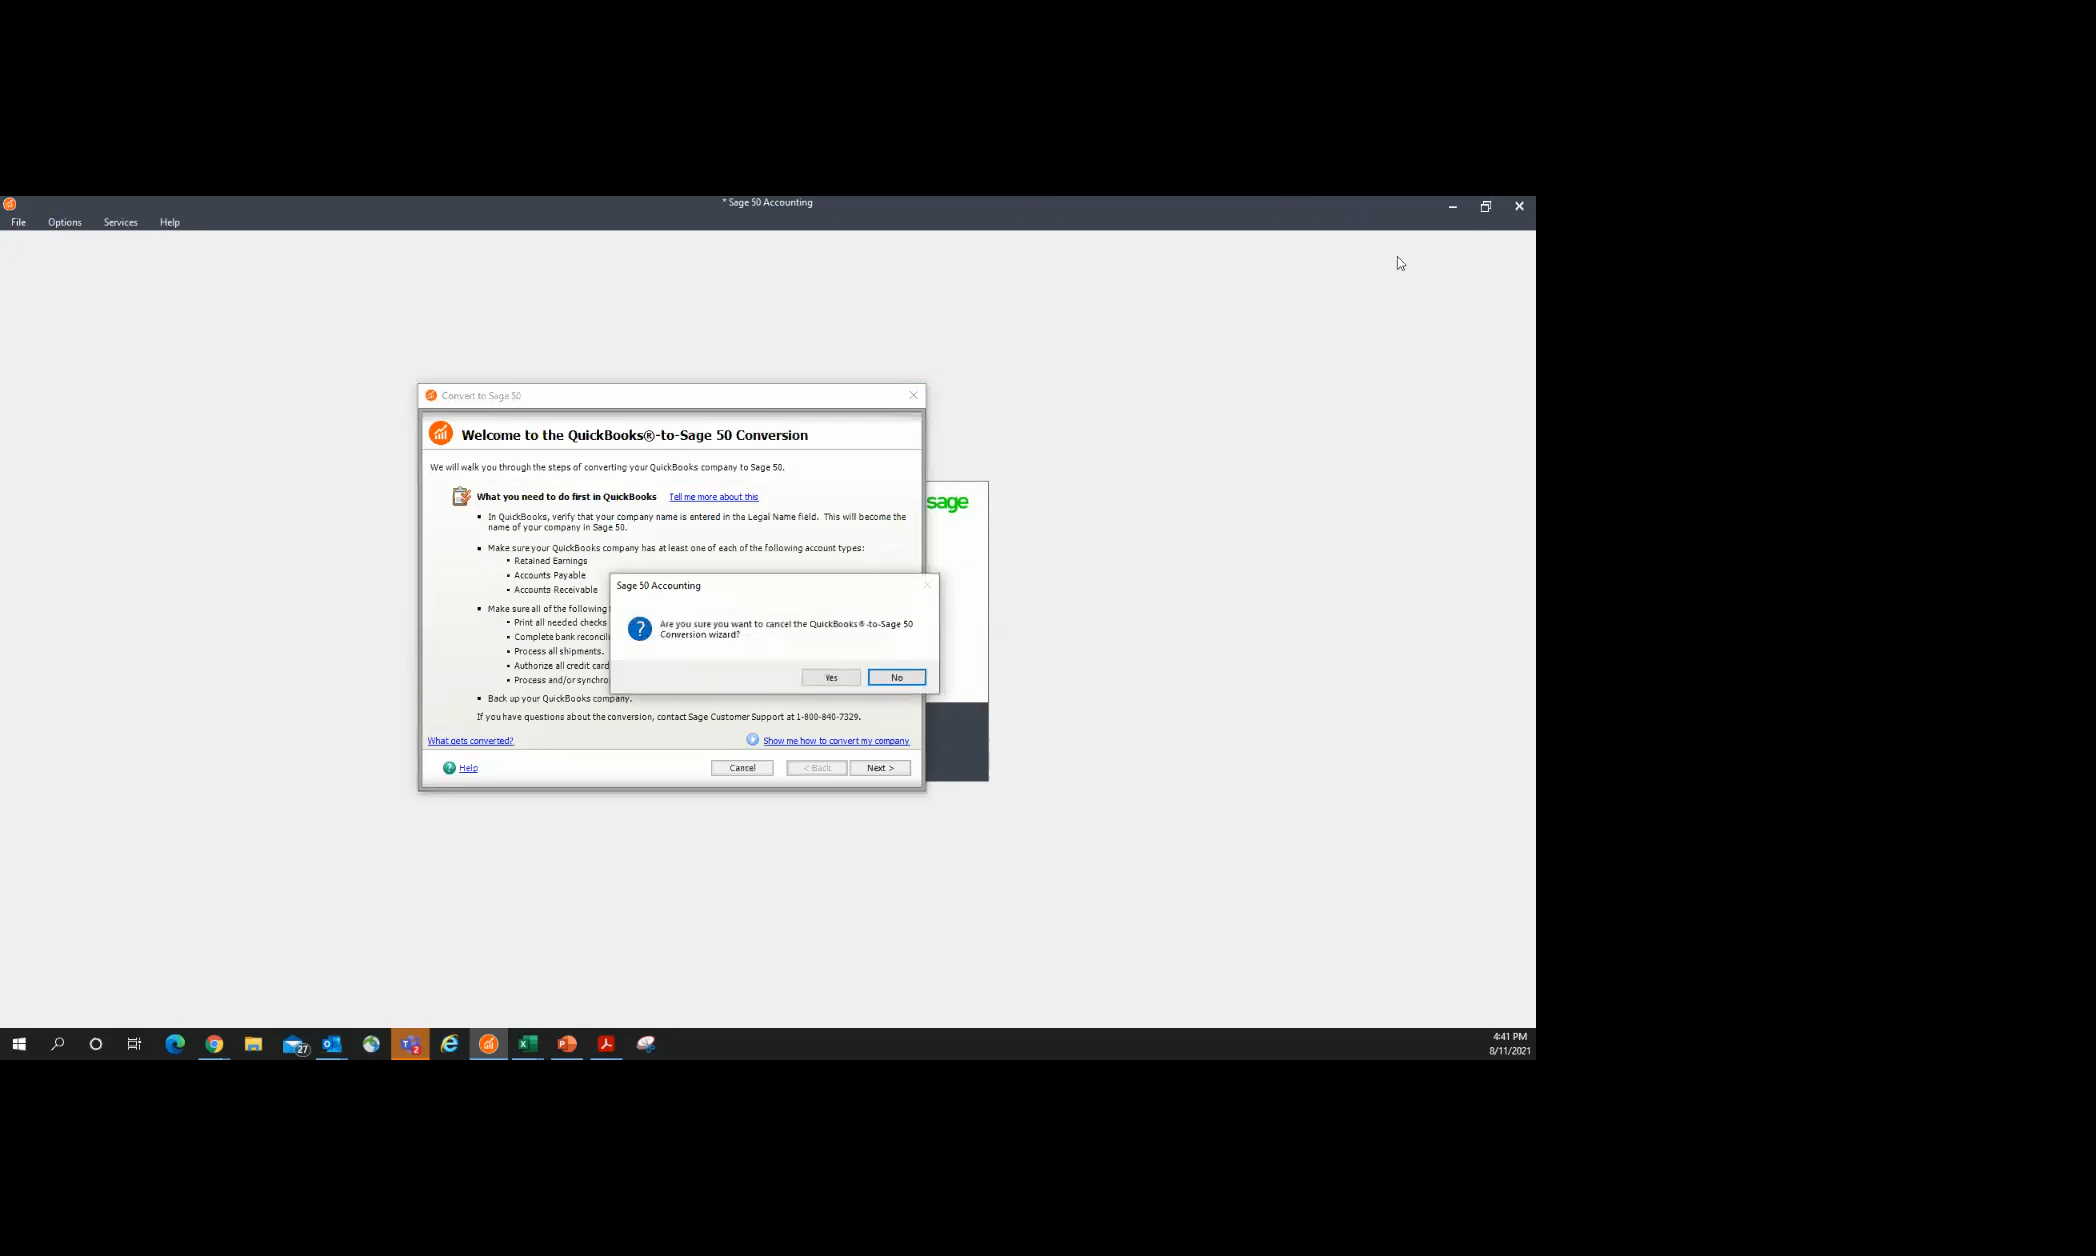 * Sage 50 Accounting
File Options Services Help
Convert to Sage 50
Welcome to the QuickBooks®-to-Sage 50 Conversion
We will walk you through the steps of converting your QuickBooks company to Sage 50.
What you need to do first in QuickBooks Tell me more about this
▪ In QuickBooks, verify that your company name is entered in the Legal Name field. This will become the
name of your company in Sage 50.
▪ Make sure your QuickBooks company has at least one of each of the following account types:
▪ Retained Earnings
▪ Accounts Payable
▪ Accounts Receivable
▪ Make sure all of the following
▪ Print all needed checks
▪ Complete bank
▪ Process all shipments.
▪ Authorize all credit card
▪ Process and/or
▪ Back up your QuickBooks company.
If you have questions about the conversion, contact Sage Customer Support at 1-800-840-7329.
What gets converted? Show me how to convert my company
Help Cancel < Back Next >
sage
Sage 50 Accounting
Are you sure you want to cancel the QuickBooks®-to-Sage 50
Conversion wizard?
Yes No
27
2
4:41 PM
8/11/2021